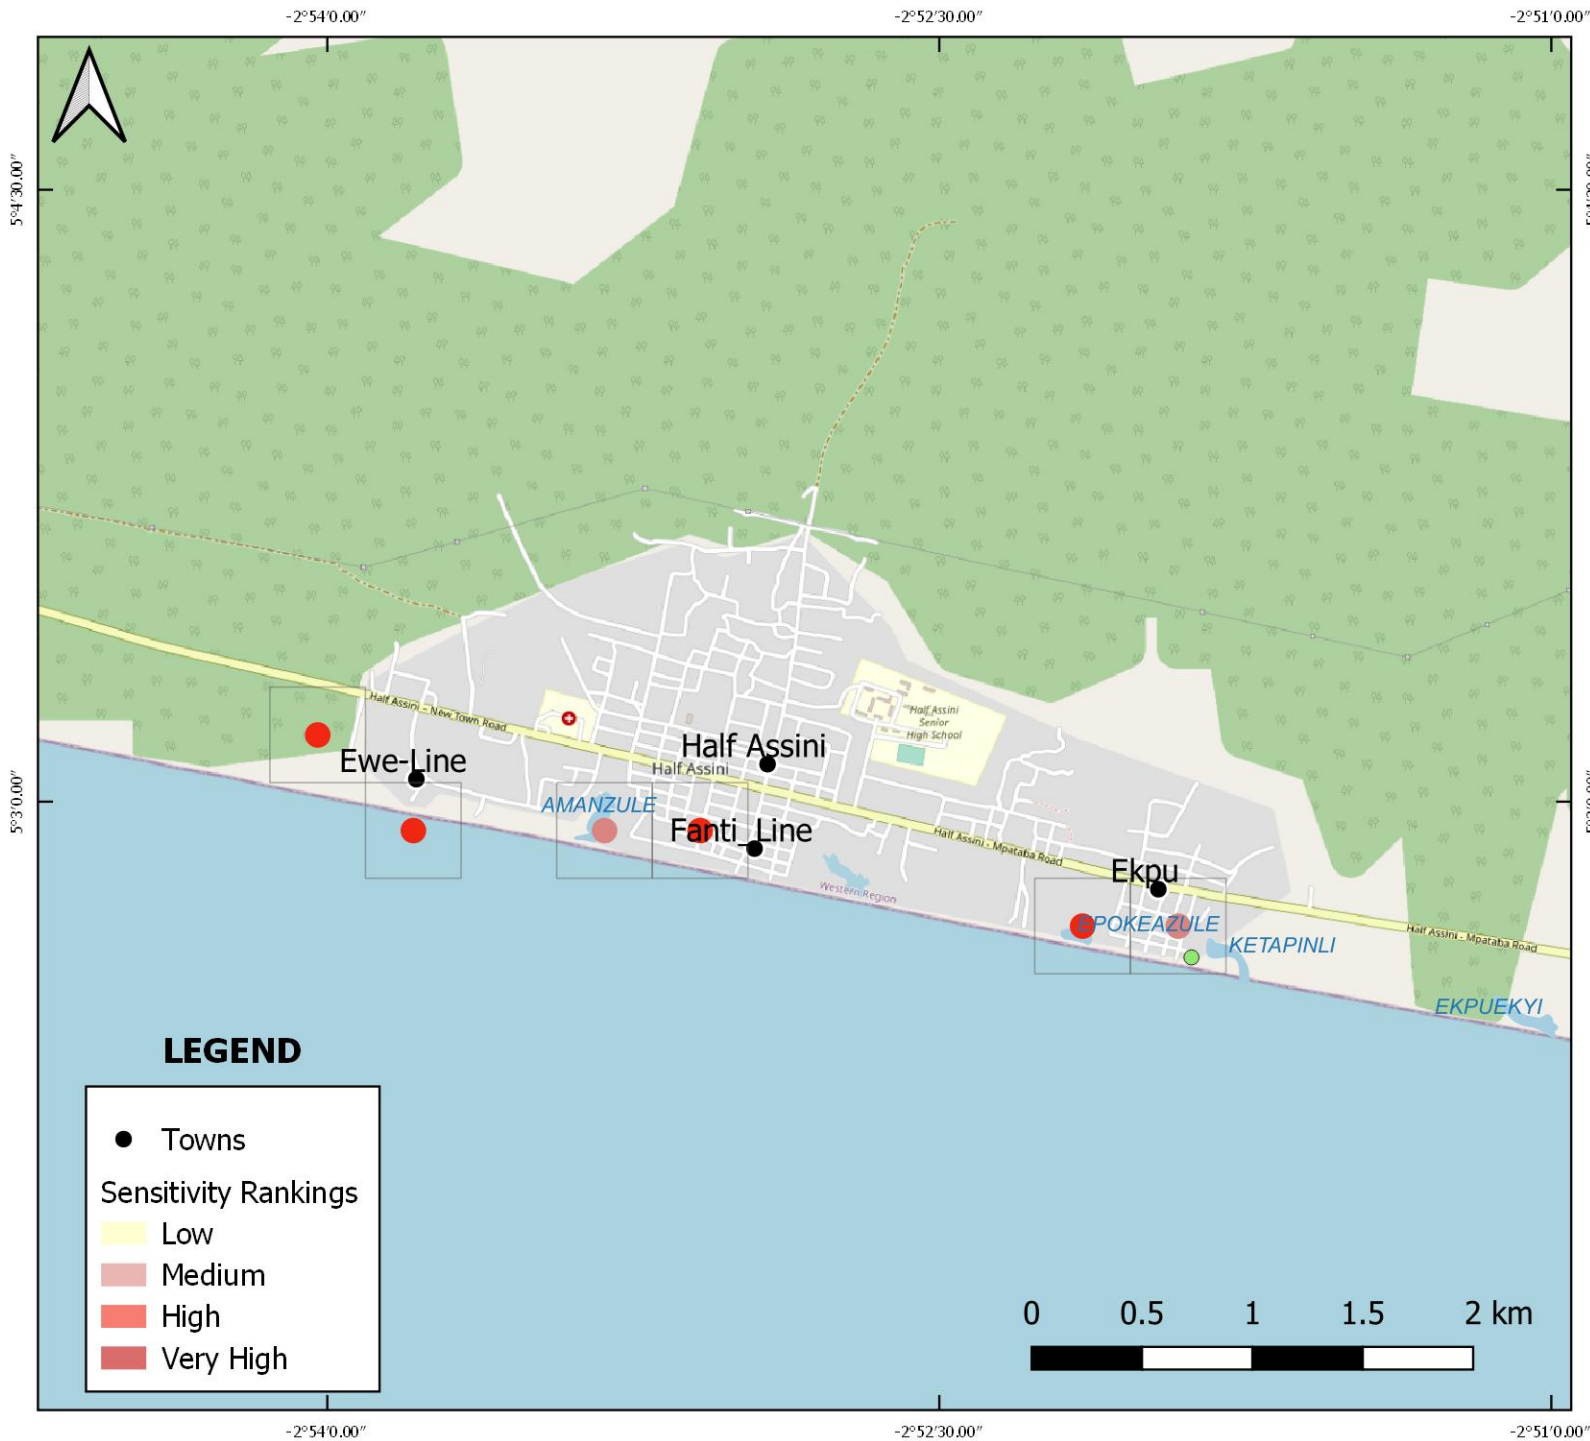 -2°54′0.00″
-2°52′30.00″
-2°51′0.00″
5°4′30.00″
Half Assini
Senior
High School
Half Assini – New Town Road
Half Assini
Ewe-Line
Half Assini
AMANZULE
Fanti_Line
Half Assini - Mpataba Road
5°3′0.00″
Ekpu
Western Region
EPOKEAZULE
KETAPINLI
Half Assini - Mpataba Road
EKPUEKYI
LEGEND
Towns
Sensitivity Rankings
Low
Medium
High
Very High
0 0.5 1 1.5 2 km
-2°54′0.00″
-2°52′30.00″
-2°51′0.00″